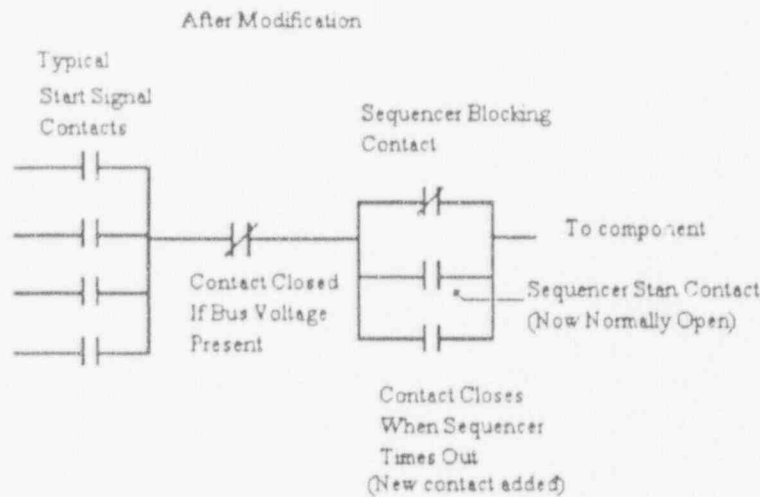 After Modification
Typical
Start Signal
Contacts
Sequencer Blocking
Contact
To component
Contact Closed
If Bus Voltage
Present
Sequencer Stan Contact
(Now Normally Open)
Contact Closes
When Sequencer
Times Out
(New contact added)